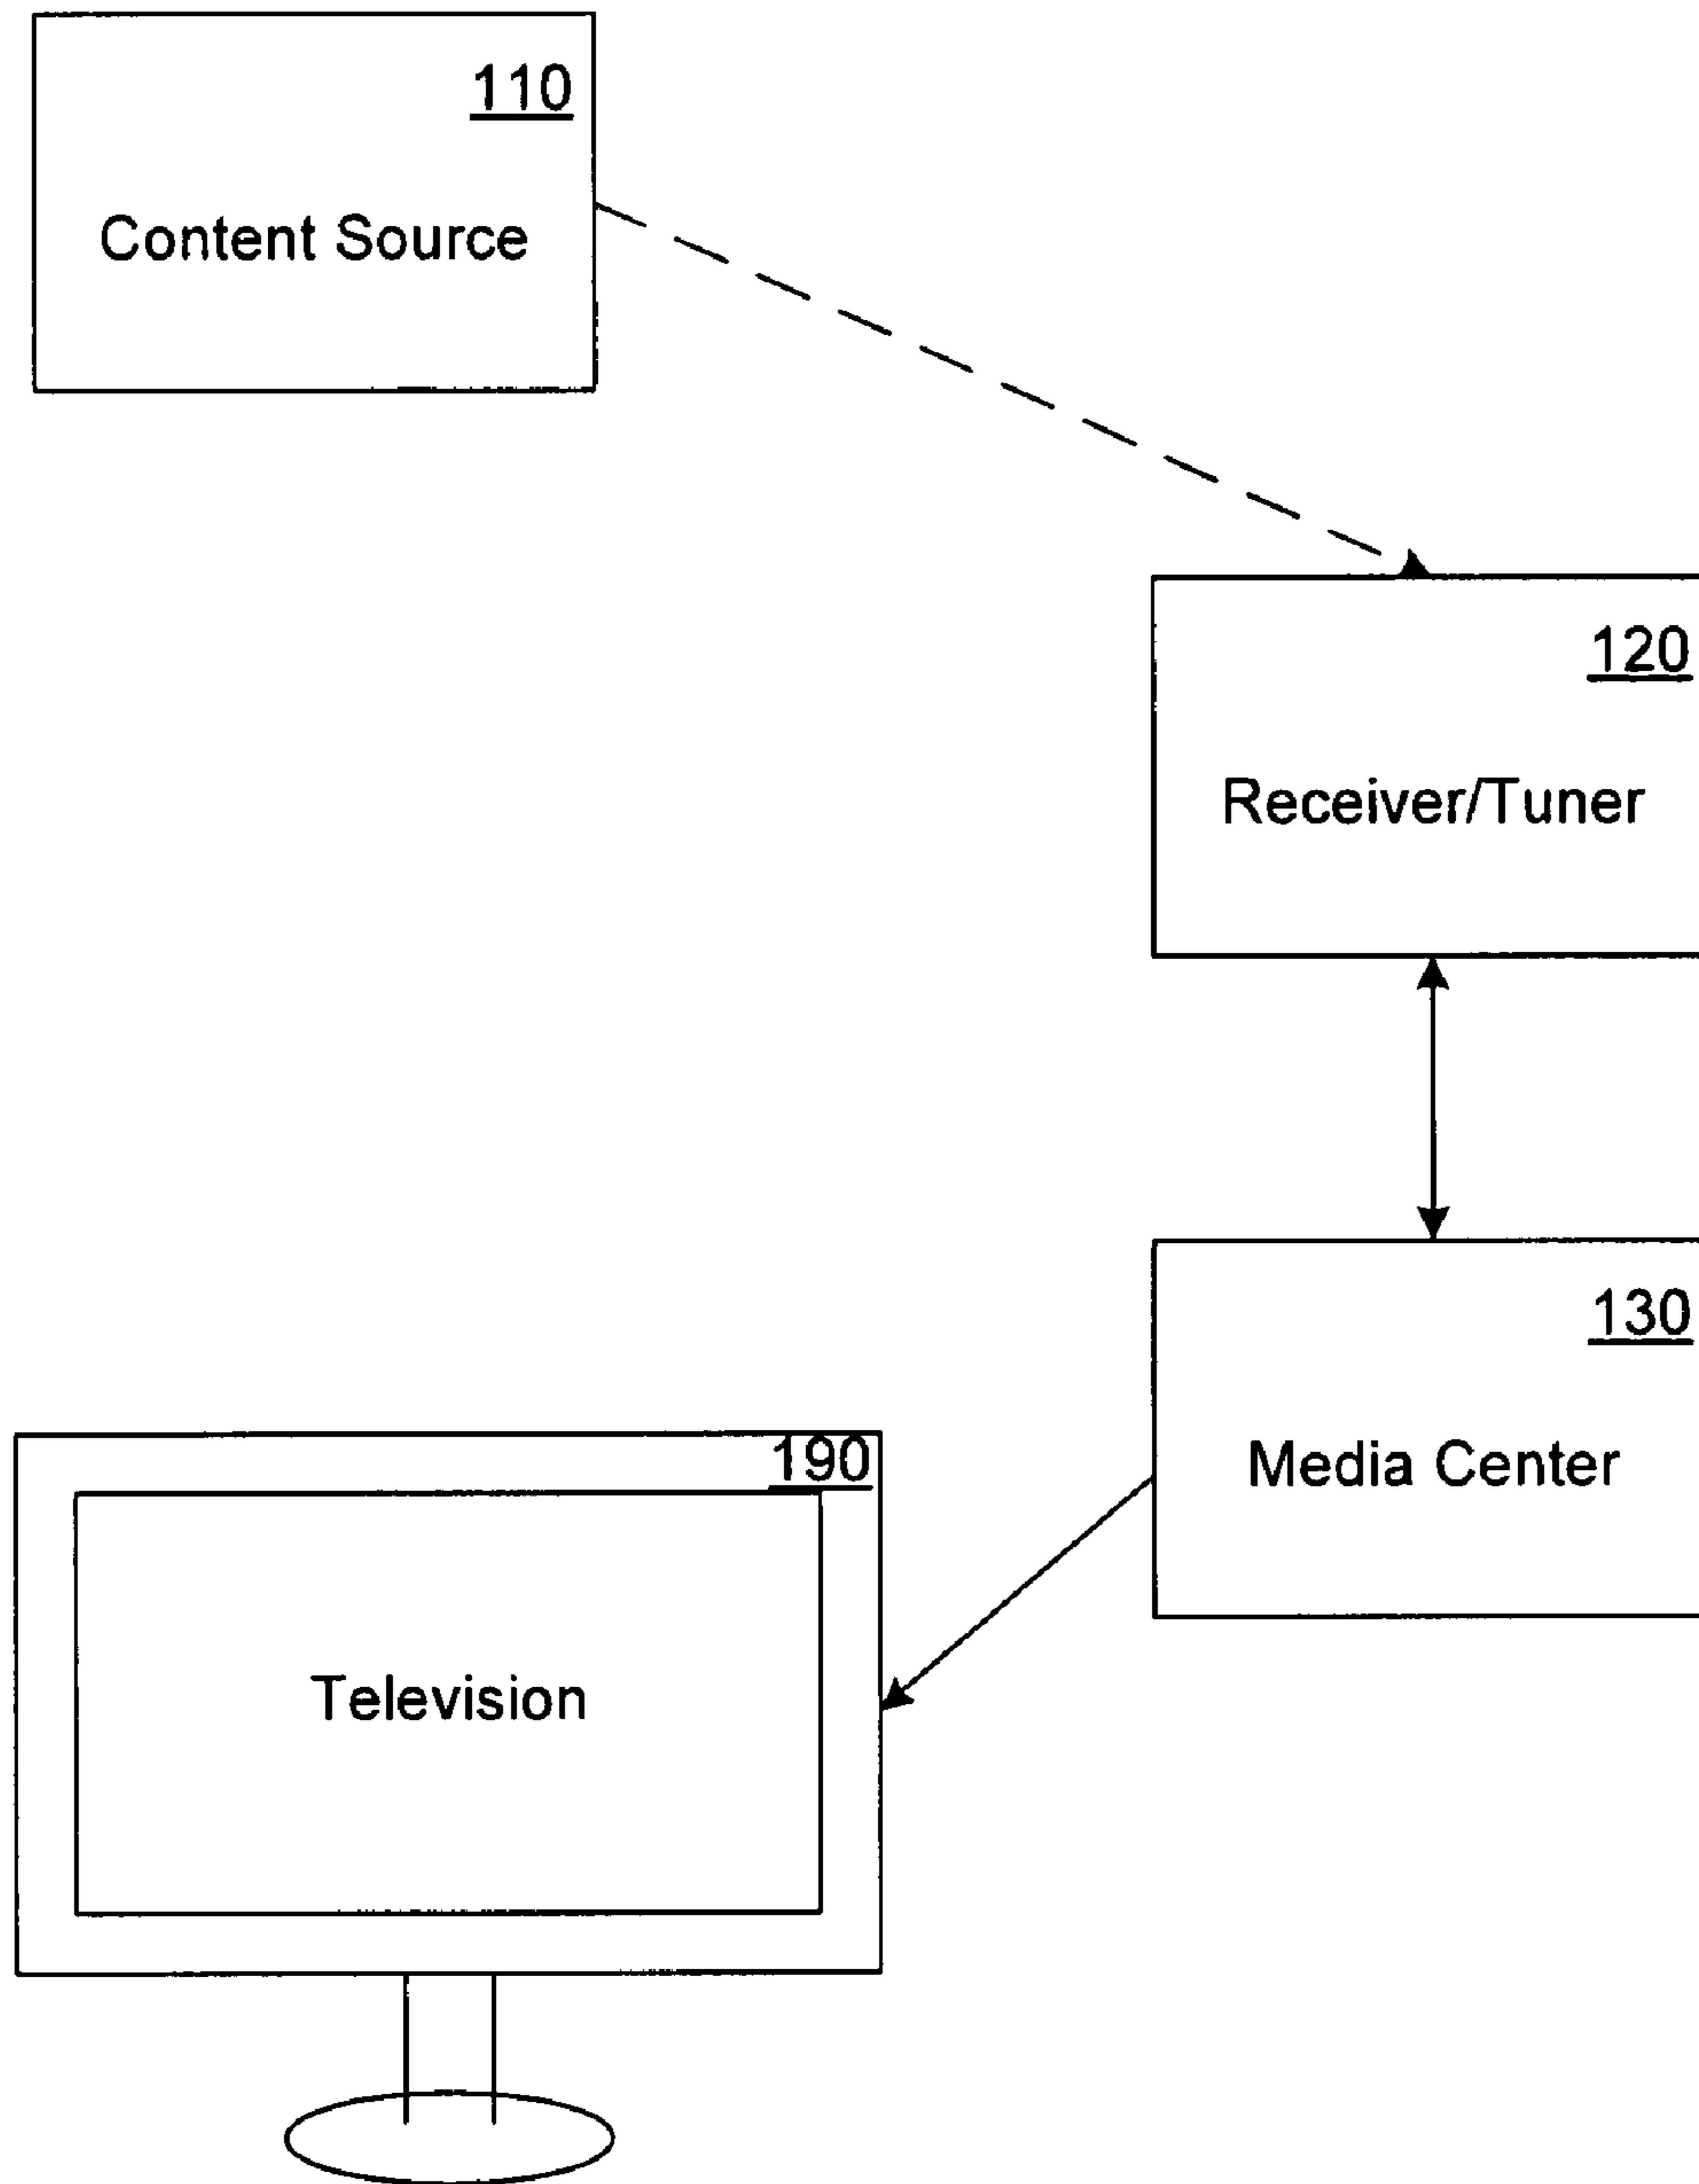 110
Content Source
120
Receiver/Tuner
130
Media Center
190
Television